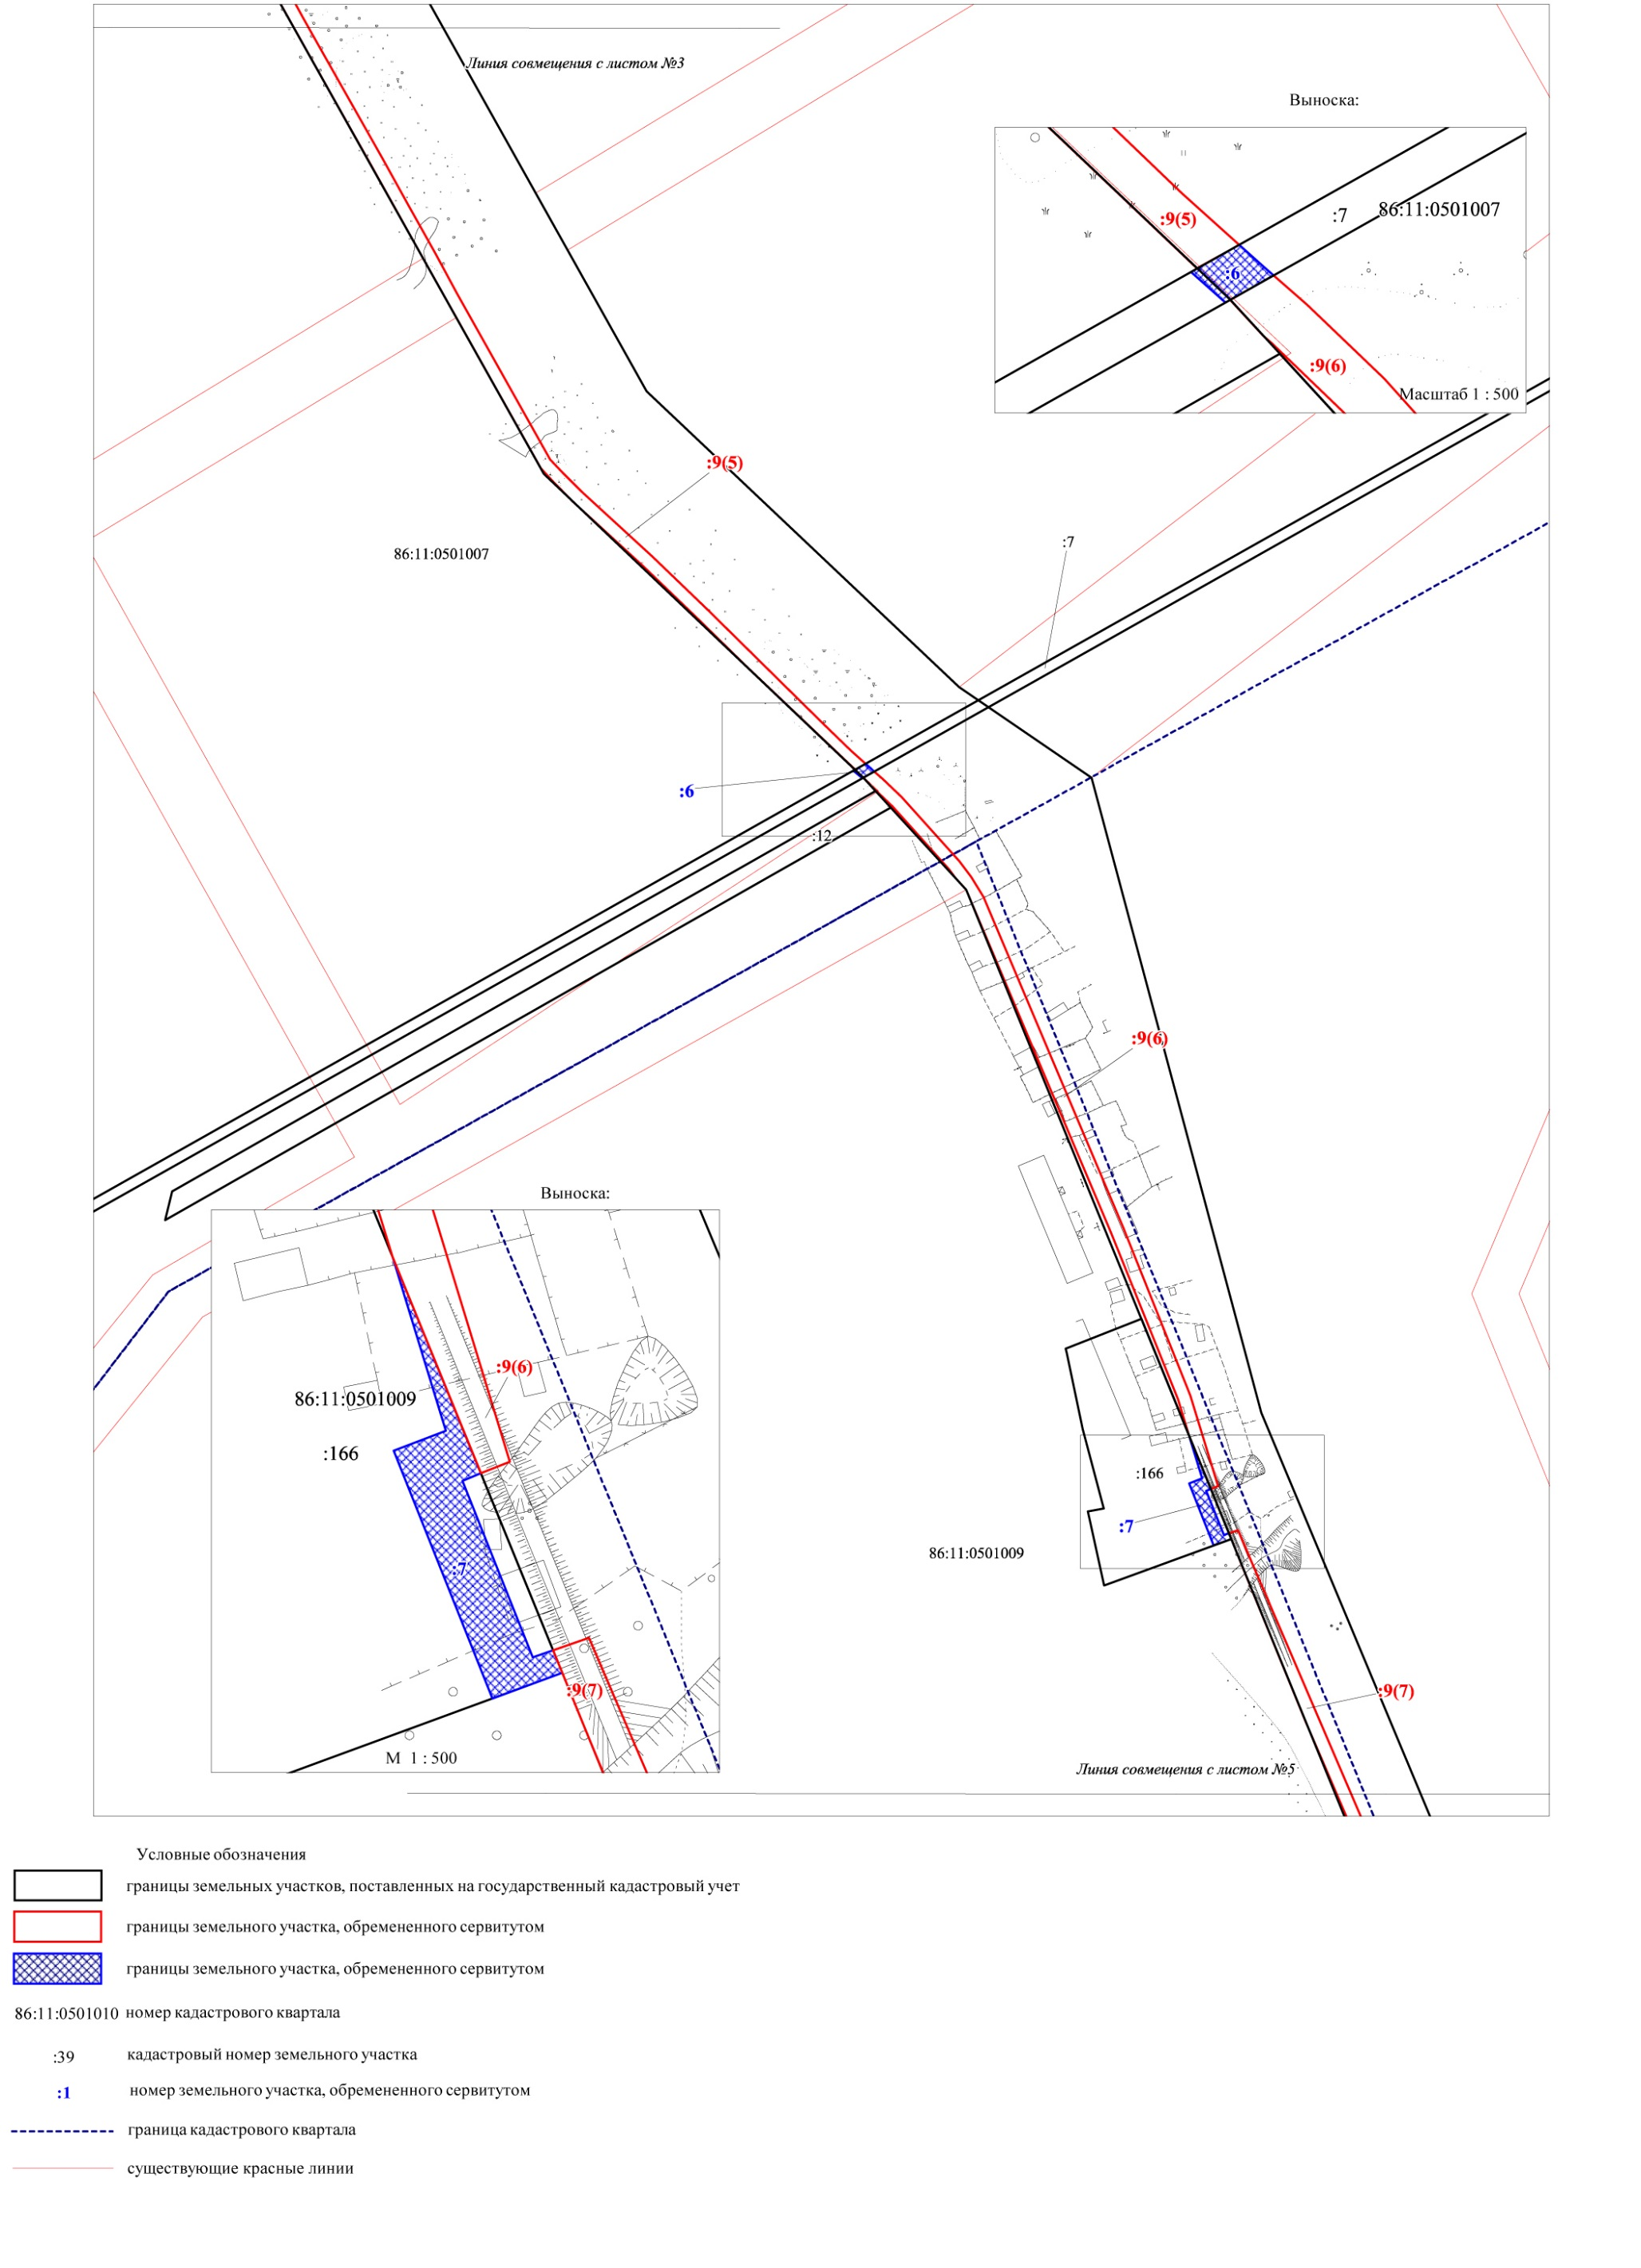 Линия совмещения с листом №3
Выноска:
:9(5)
:7
86:11:0501007
:6
:9(6)
Масштаб 1 : 500
:9(5)
:7
86:11:0501007
:6
:12
:9(6)
Выноска:
:9(6)
86:11:0501009
:166
:7
:9(7)
М 1 : 500
:166
:7
86:11:0501009
:9(7)
Линия совмещения с листом №5
Условные обозначения
границы земельных участков, поставленных на государственный кадастровый учет
границы земельного участка, обремененного сервитутом
границы земельного участка, обремененного сервитутом
86:11:0501010 номер кадастрового квартала
:39 кадастровый номер земельного участка
:1 номер земельного участка, обремененного сервитутом
граница кадастрового квартала
существующие красные линии